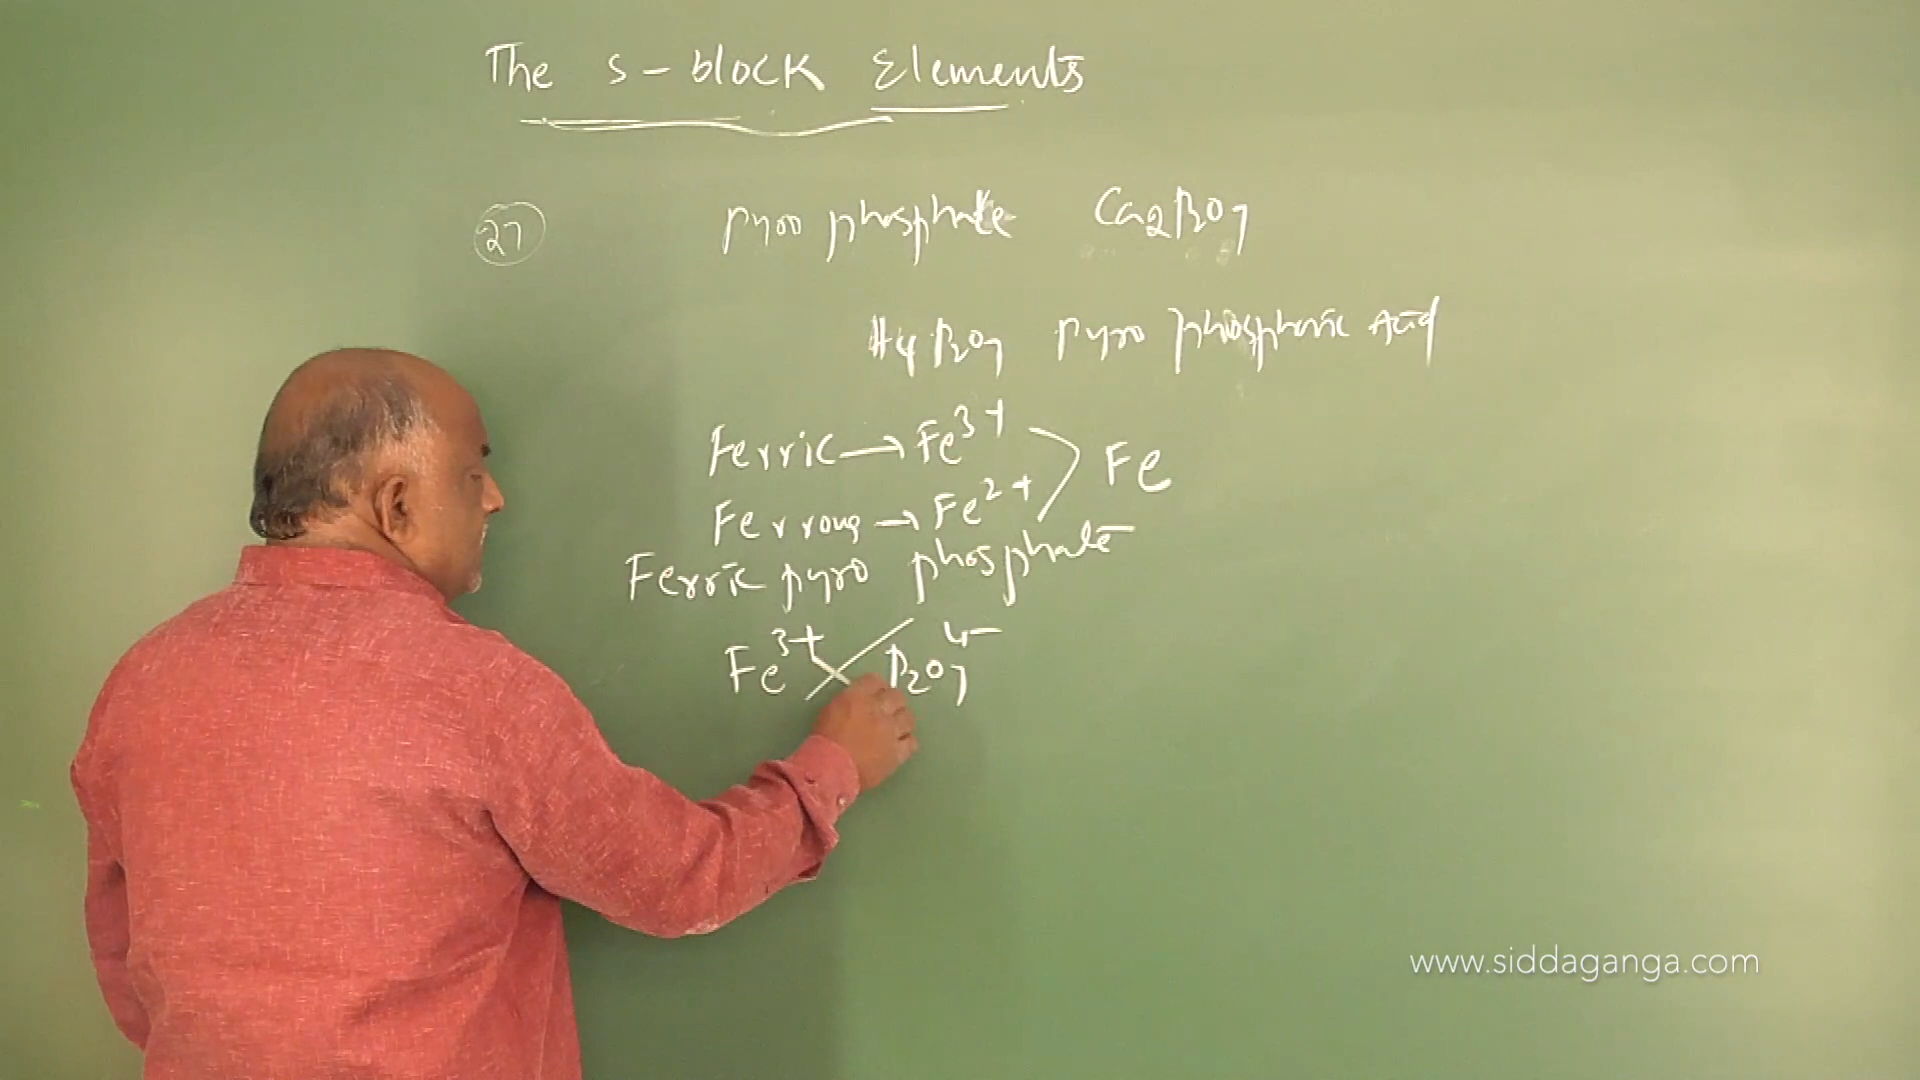 The s-block Elements
27 pyro phosphate Ca2P2O7
H4P2O7 pyro phosphoric Acid
Ferric → Fe3+
Fe
Ferrous → Fe2+
Ferric pyro phosphate
Fe3+ P2O7 4-
www.siddaganga.com